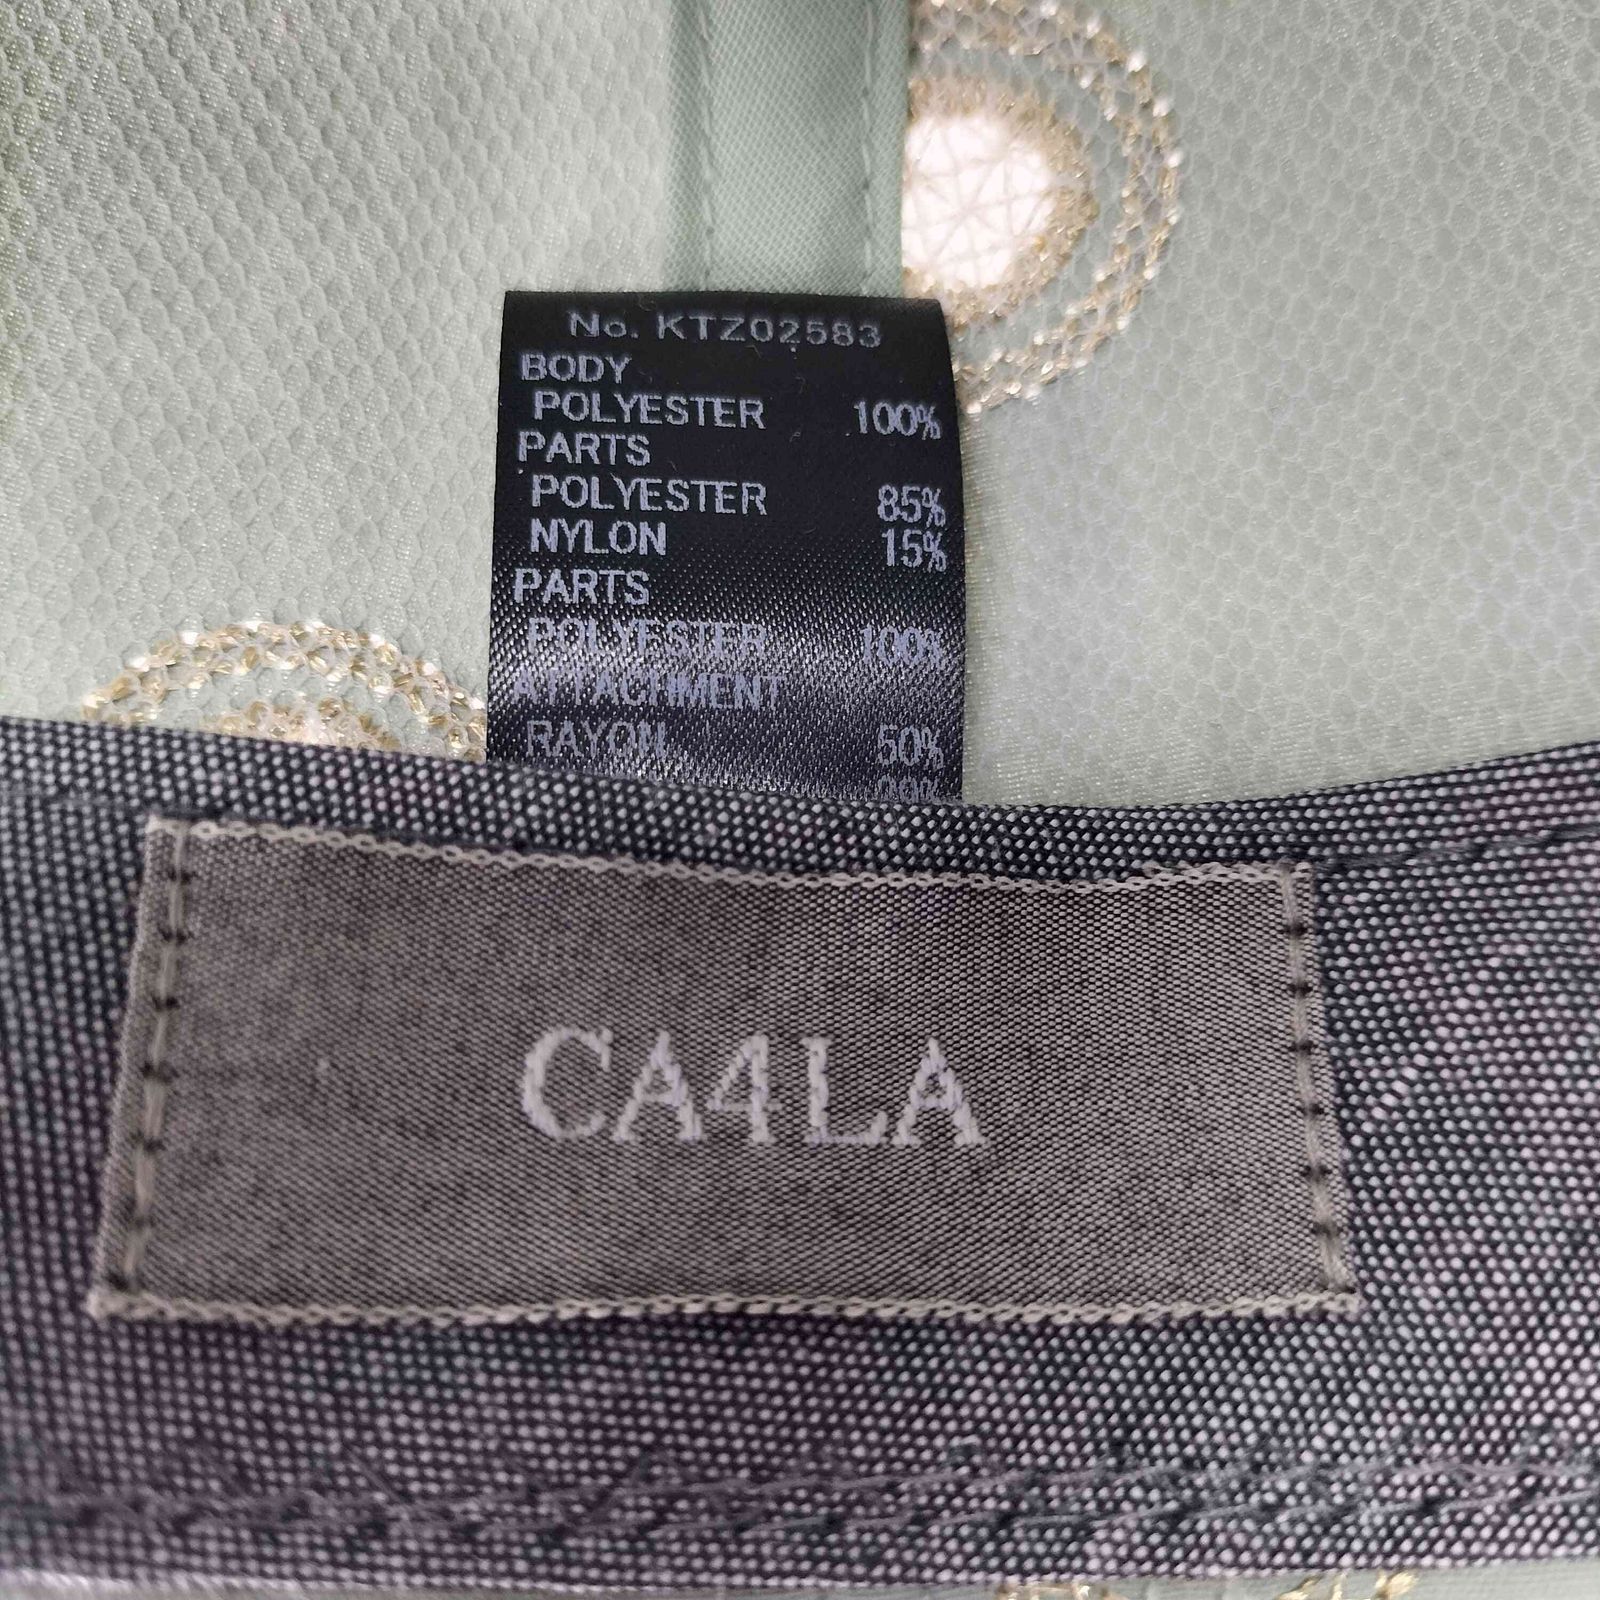 No. KTZ02583
BODY
POLYESTER 100%
PARTS
POLYESTER 85%
NYLON 15%
PARTS
POLYESTER 100%
ATTACHMENT
RAYON 50%
CA4LA